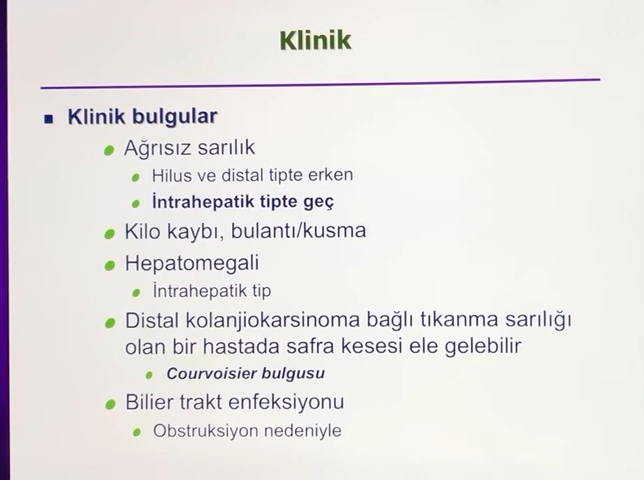 Klinik
Klinik bulgular
Ağrısız sarılık
Hilus ve distal tipte erken
İntrahepatik tipte geç
Kilo kaybı, bulantı/kusma
Hepatomegali
İntrahepatik tip
Distal kolanjiokarsinoma bağlı tıkanma sarılığı
olan bir hastada safra kesesi ele gelebilir
Courvoisier bulgusu
Bilier trakt enfeksiyonu
Obstruksiyon nedeniyle